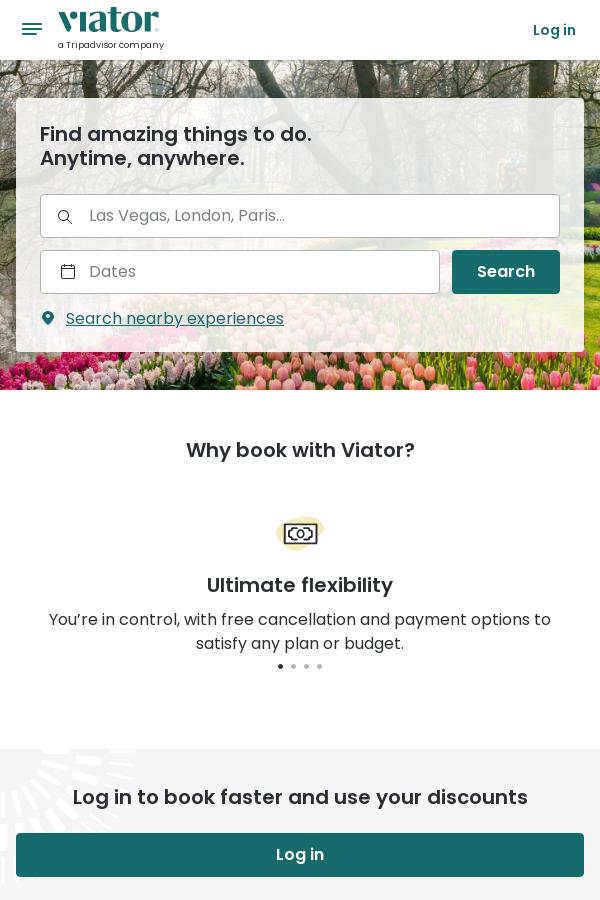 viator
a Tripadvisor company
Log in
Find amazing things to do.
Anytime, anywhere.
Las Vegas, London, Paris...
Dates
Search
Search nearby experiences
Why book with Viator?
Ultimate flexibility
You’re in control, with free cancellation and payment options to
satisfy any plan or budget.
Log in to book faster and use your discounts
Log in